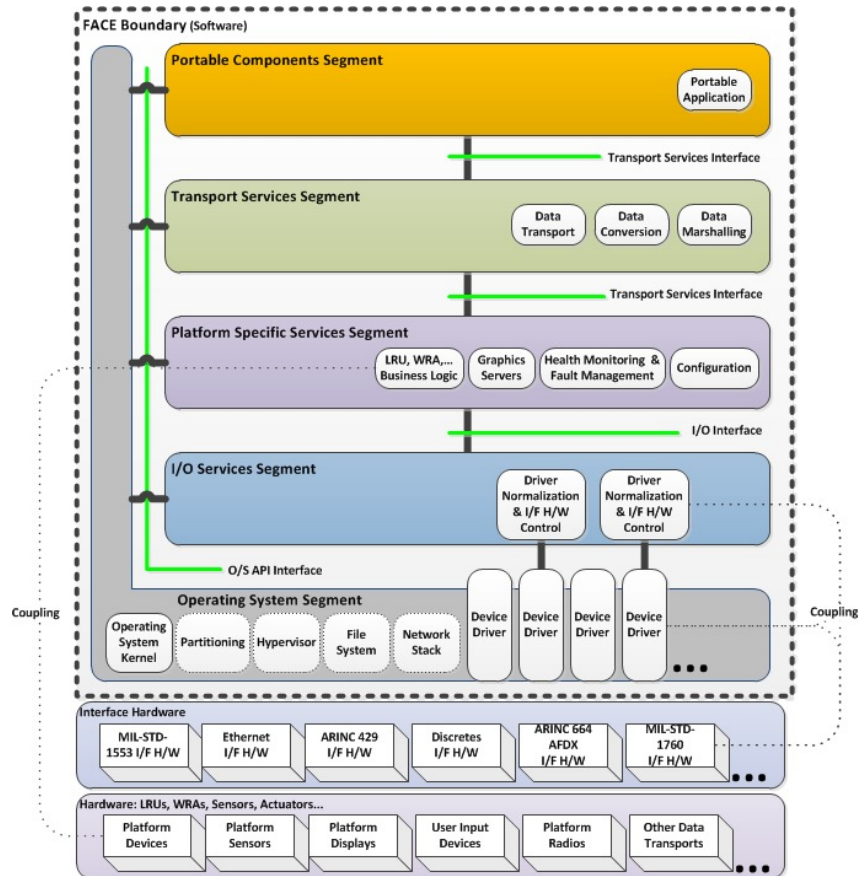 FACE Boundary (Software)
Portable Components Segment
Portable
Application
Transport Services Interface
Transport Services Segment
Data
Transport
Data
Conversion
Data
Marshalling
Transport Services Interface
Platform Specific Services Segment
LRU, WRA,...
Business Logic
Graphics
Servers
Health Monitoring &
Fault Management
Configuration
I/O Interface
I/O Services Segment
Driver
Normalization
& I/F H/W
Control
Driver
Normalization
& I/F H/W
Control
O/S API Interface
Coupling
Coupling
Operating System Segment
Operating
System
Kernel
Partitioning
Hypervisor
File
System
Network
Stack
Device
Driver
Device
Driver
Device
Driver
Device
Driver
Interface Hardware
MIL-STD-
1553 I/F H/W
Ethernet
I/F H/W
ARINC 429
I/F H/W
Discretes
I/F H/W
ARINC 664
AFDX
I/F H/W
MIL-STD-
1760
I/F H/W
Hardware: LRUs, WRAs, Sensors, Actuators...
Platform
Devices
Platform
Sensors
Platform
Displays
User Input
Devices
Platform
Radios
Other Data
Transports